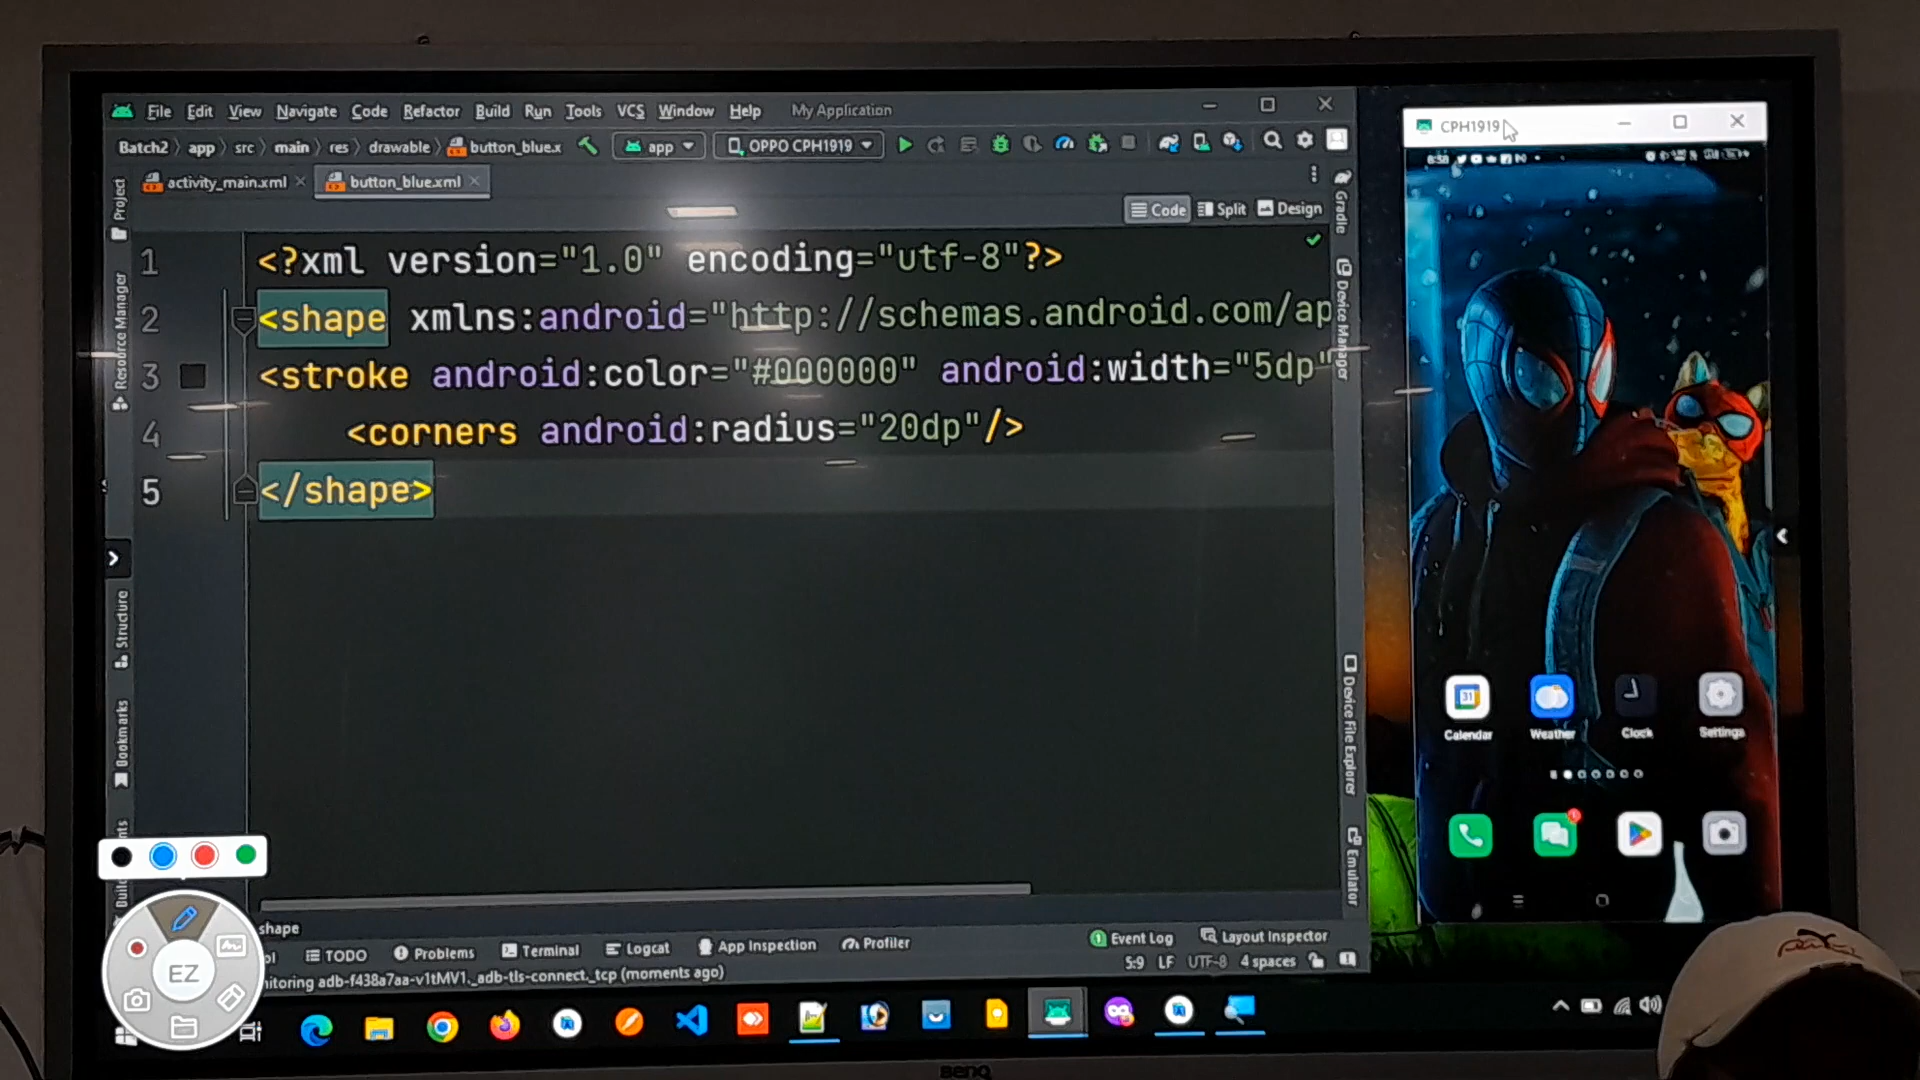 File Edit View Navigate Code Refactor Build Run Tools VCS Window Help My Application
Batch2 app src main res drawable button_blue.x app OPPO CPH1919
activity_main.xml button_blue.xml
Code Split Design
1 <?xml version="1.0" encoding="utf-8"?>
2 <shape xmlns:android="http://schemas.android.com/ap
3 <stroke android:color="#000000" android:width="5dp"
4 <corners android:radius="20dp"/>
5 </shape>
Project
Resource Manager
Structure
Bookmarks
Gradle
Device Manager
Device File Explorer
Emulator
EZ
shape
TODO Problems Terminal Logcat App Inspection Profiler Event Log Layout Inspector
itoring adb-f438a7aa-v1tMV1._adb-tls-connect._tcp (moments ago) 5:9 LF UTF-8 4 spaces
CPH1919
8:38
31
Calendar Weather Clock Settings
BenQ